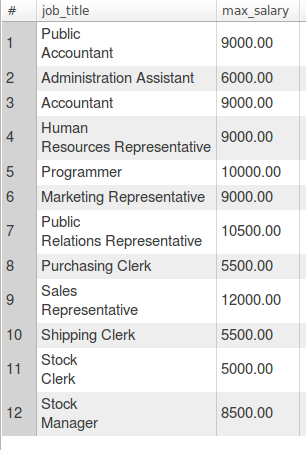 # job_title max_salary
1 Public
Accountant 9000.00
2 Administration Assistant 6000.00
3 Accountant 9000.00
4 Human
Resources Representative 9000.00
5 Programmer 10000.00
6 Marketing Representative 9000.00
7 Public
Relations Representative 10500.00
8 Purchasing Clerk 5500.00
9 Sales
Representative 12000.00
10 Shipping Clerk 5500.00
11 Stock
Clerk 5000.00
12 Stock
Manager 8500.00